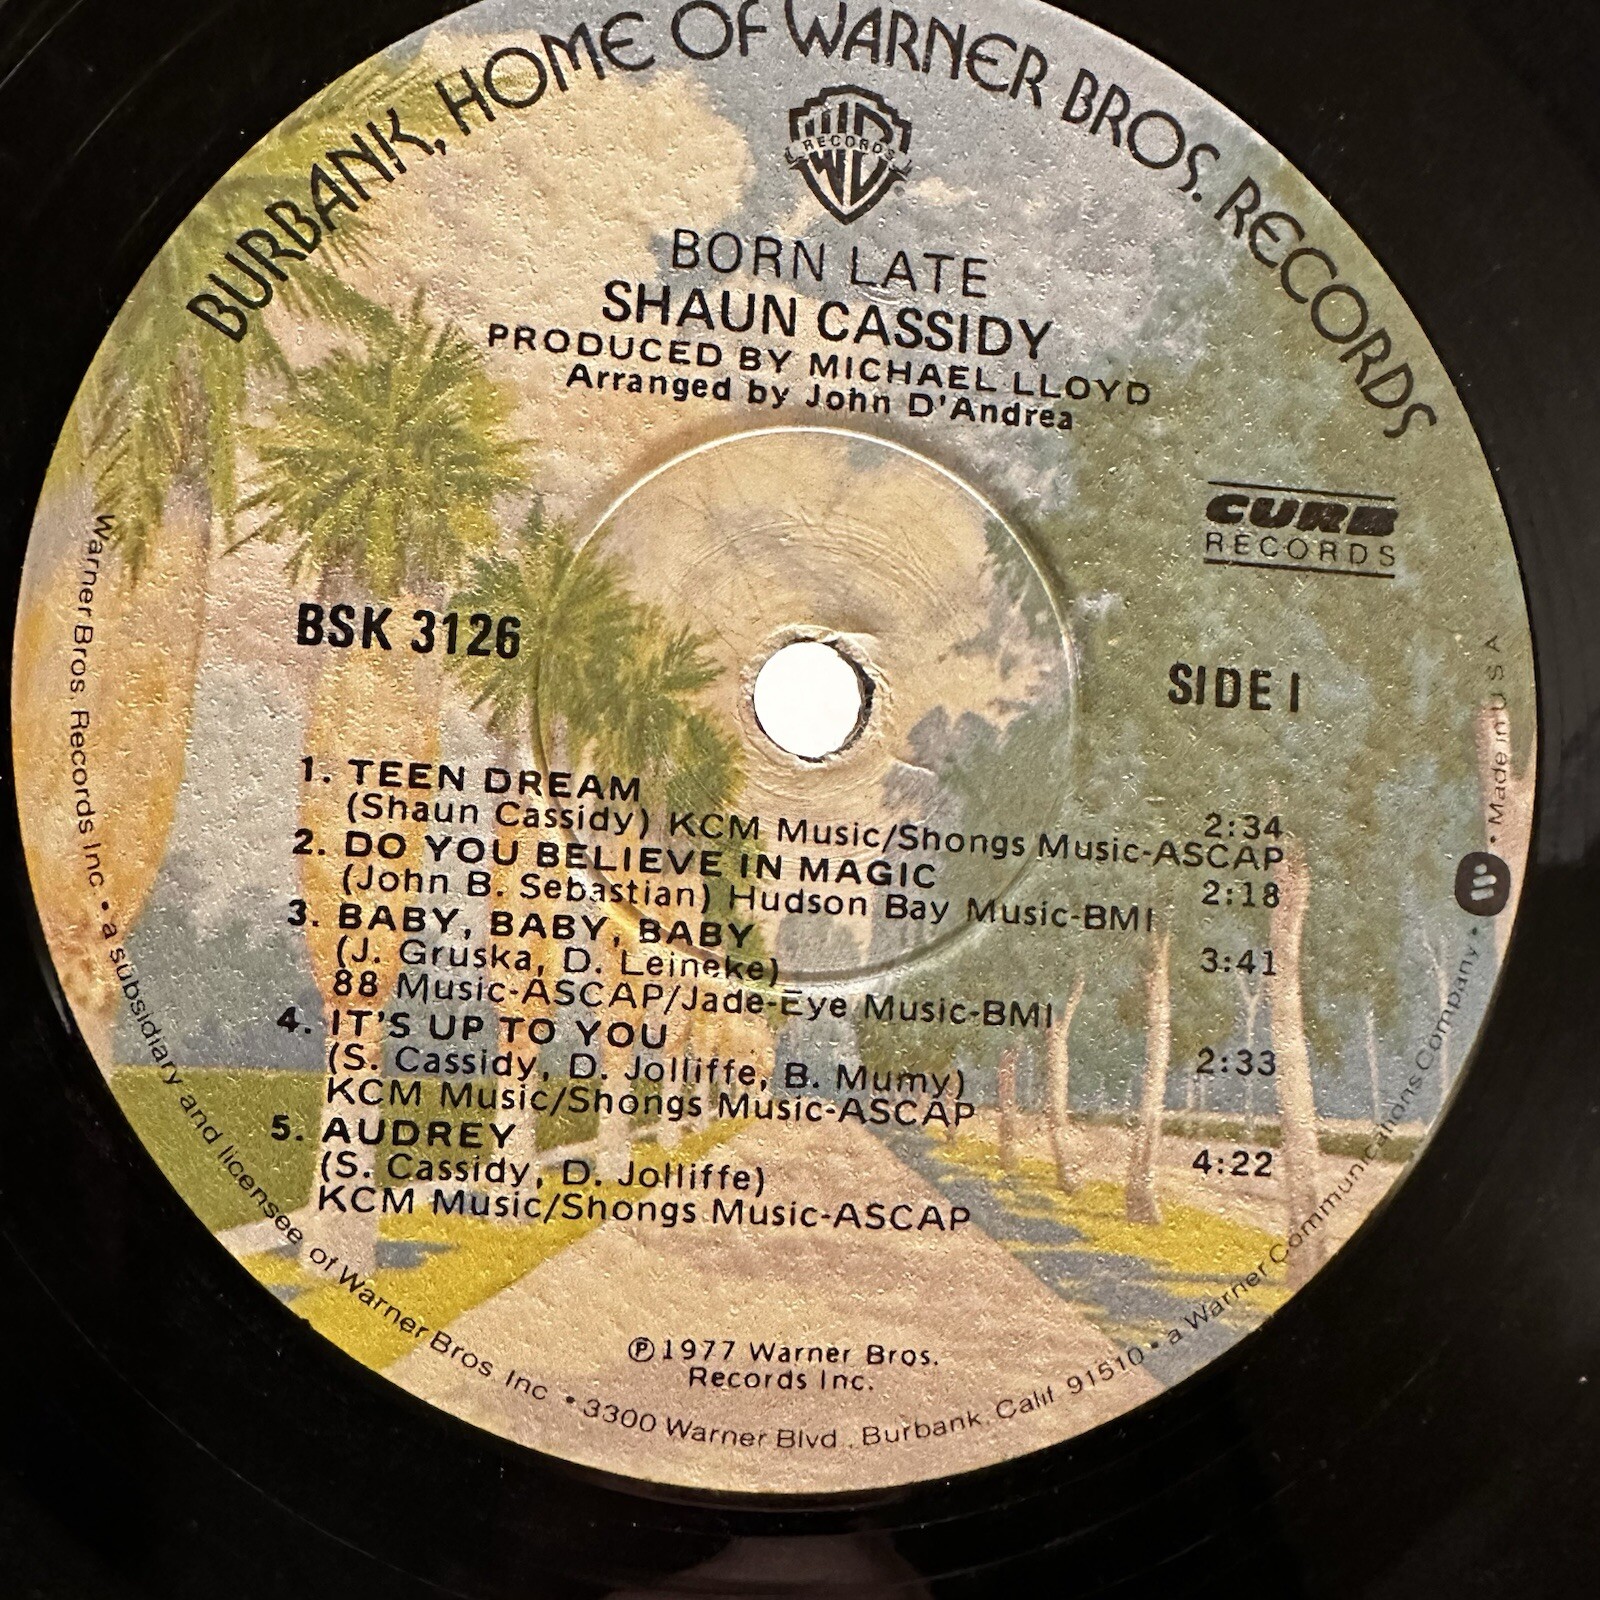 BURBANK, HOME OF WARNER BROS. RECORDS
RECORDS
BORN LATE
SHAUN CASSIDY
PRODUCED BY MICHAEL LLOYD
Arranged by John D'Andrea
CURB
RECORDS
BSK 3126
SIDE I
1. TEEN DREAM 2:34
(Shaun Cassidy) KCM Music/Shongs Music-ASCAP
2. DO YOU BELIEVE IN MAGIC 2:18
(John B. Sebastian) Hudson Bay Music-BMI
3. BABY, BABY, BABY 3:41
(J. Gruska, D. Leineke)
88 Music-ASCAP/Jade-Eye Music-BMI
4. IT'S UP TO YOU 2:33
(S. Cassidy, D. Jolliffe, B. Mumy)
KCM Music/Shongs Music-ASCAP
5. AUDREY 4:22
(S. Cassidy, D. Jolliffe)
KCM Music/Shongs Music-ASCAP
℗1977 Warner Bros.
Records Inc.
Warner Bros. Records Inc. • a subsidiary and licensee of Warner Bros. Inc • 3300 Warner Blvd., Burbank, Calif. 91510 • a Warner Communications Company • Made in U S A